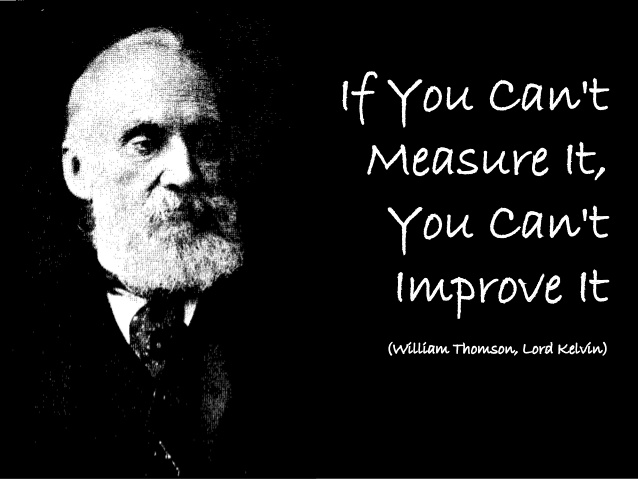 If You Can't
Measure It,
You Can't
Improve It
(William Thomson, Lord Kelvin)